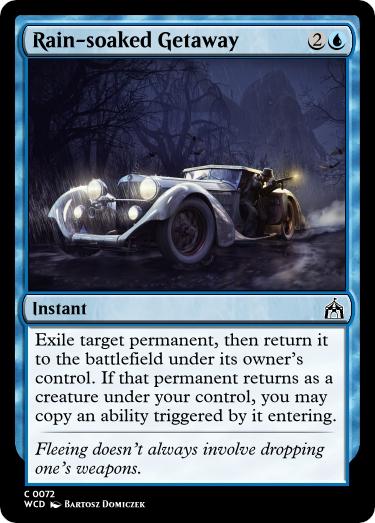 Rain-soaked Getaway 2
Instant
Exile target permanent, then return it
to the battlefield under its owner's
control. If that permanent returns as a
creature under your control, you may
copy an ability triggered by it entering.
Fleeing doesn't always involve dropping
one's weapons.
C 0072
WCD Bartosz Domiczek